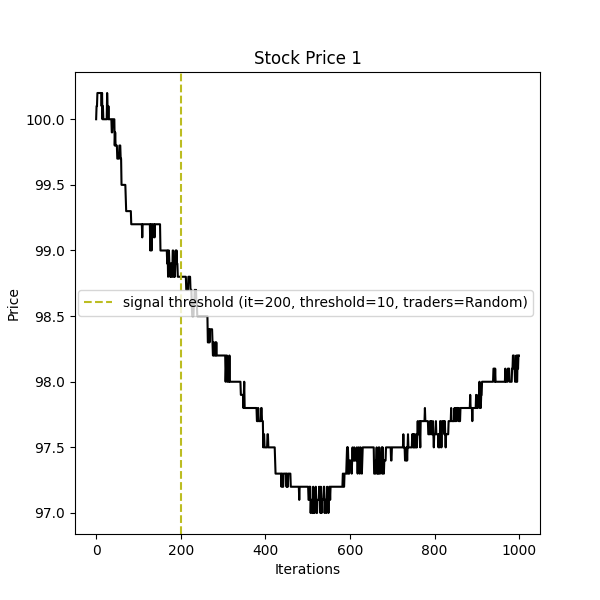 Stock Price 1
100.0
99.5
99.0
98.5
98.0
97.5
97.0
Price
signal threshold (it=200, threshold=10, traders=Random)
0 200 400 600 800 1000
Iterations